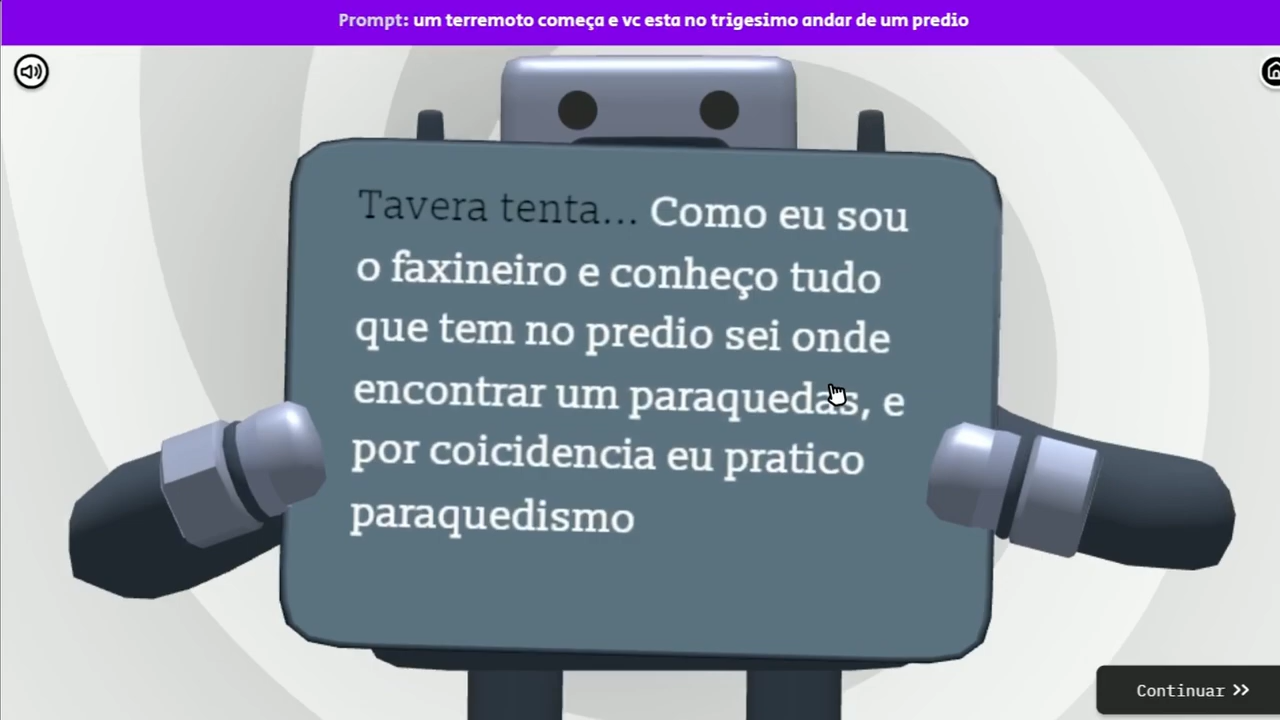 Prompt: um terremoto começa e vc esta no trigesimo andar de um predio
Tavera tenta... Como eu sou
o faxineiro e conheço tudo
que tem no predio sei onde
encontrar um paraquedas, e
por coicidencia eu pratico
paraquedismo
Continuar >>